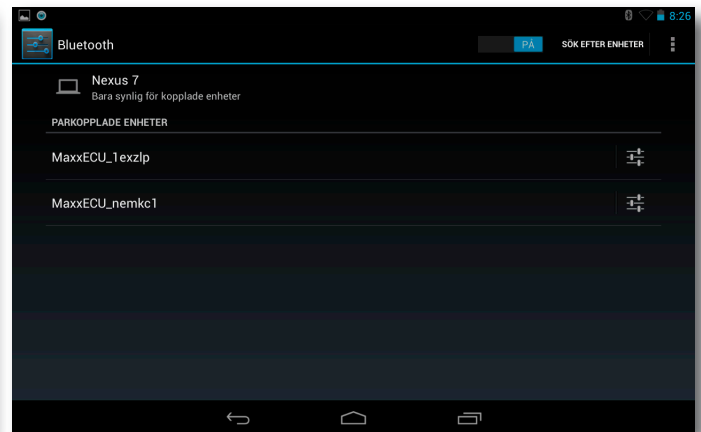 8:26
Bluetooth
PÅ
SÖK EFTER ENHETER
Nexus 7
Bara synlig för kopplade enheter
PARKOPPLADE ENHETER
MaxxECU_1exzlp
MaxxECU_nemkc1